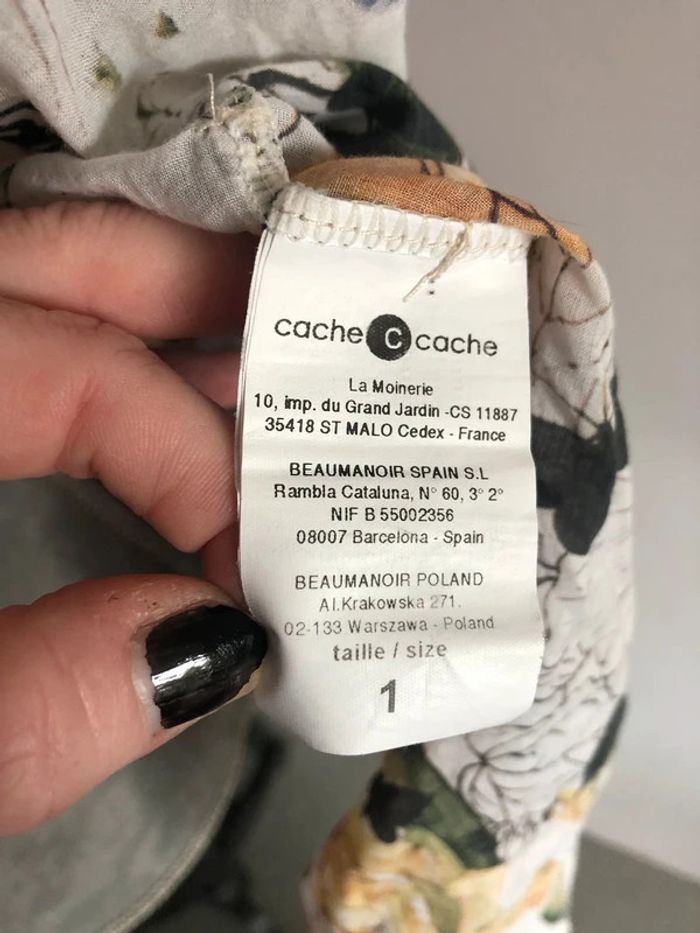 cache c cache
La Moinerie
10, imp. du Grand Jardin -CS 11887
35418 ST MALO Cedex - France
BEAUMANOIR SPAIN S.L
Rambla Cataluna, N° 60, 3° 2°
NIF B 55002356
08007 Barcelona - Spain
BEAUMANOIR POLAND
Al.Krakowska 271.
02-133 Warszawa - Poland
taille / size
1